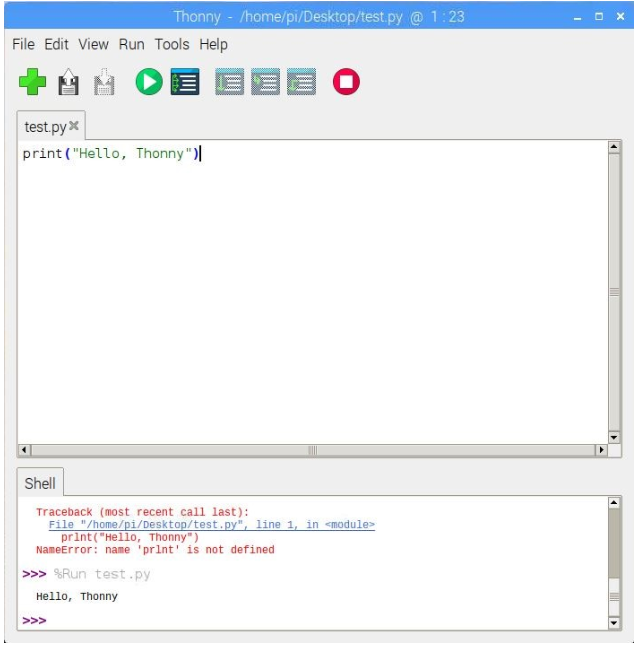 Thonny - /home/pi/Desktop/test.py @ 1:23
File Edit View Run Tools Help
test.py
print("Hello, Thonny")
Shell
Traceback (most recent call last):
File "/home/pi/Desktop/test.py", line 1, in <module>
prlnt("Hello, Thonny")
NameError: name 'prlnt' is not defined
>>> %Run test.py
Hello, Thonny
>>>